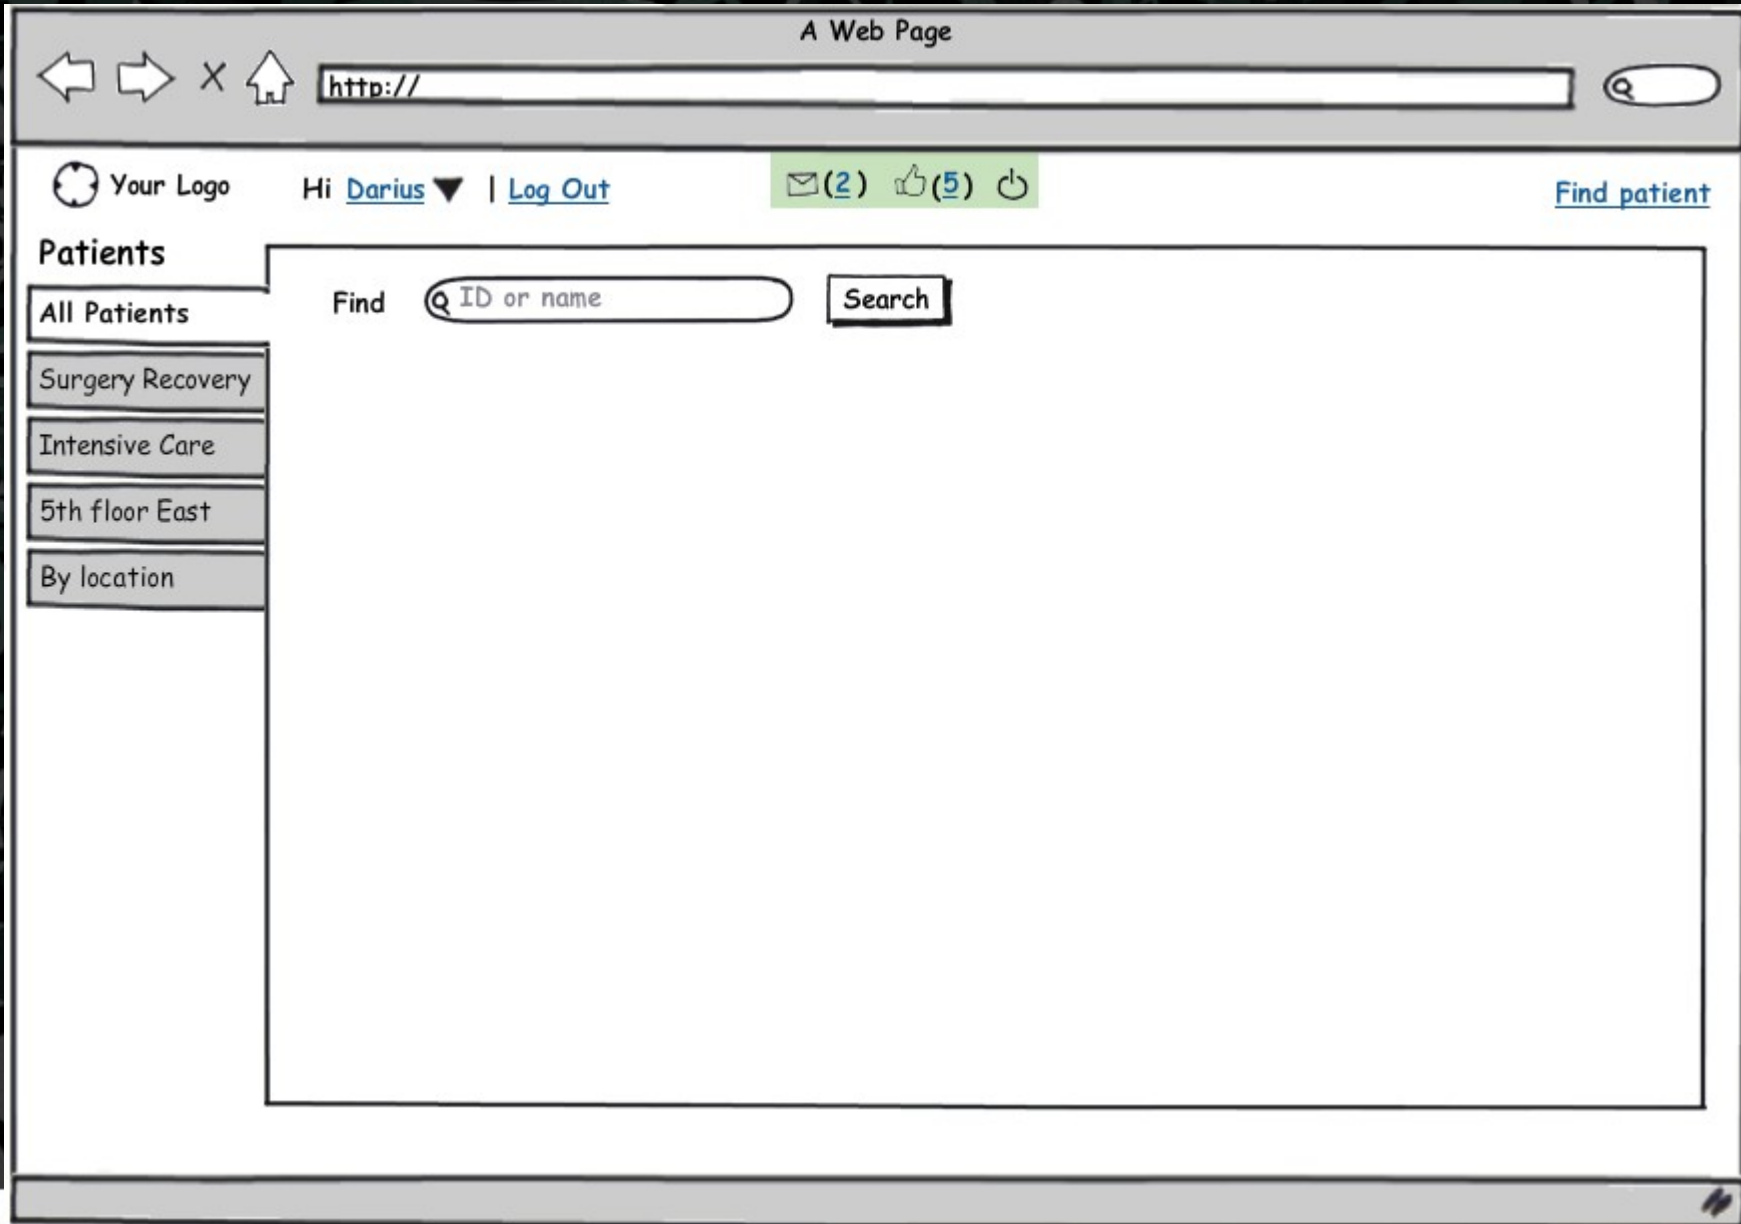 A Web Page
http://
Your Logo
Hi Darius | Log Out
(2) (5)
Find patient
Patients
All Patients
Surgery Recovery
Intensive Care
5th floor East
By location
Find ID or name Search